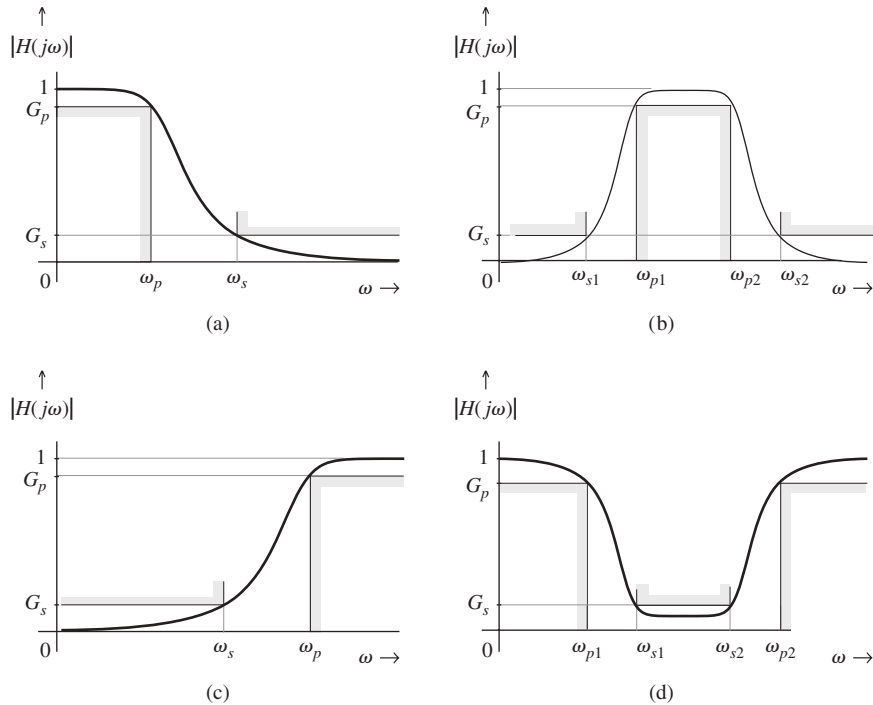 |H(jω)|
1
G_p
G_s
0
ω_p
ω_s
ω →
(a)
|H(jω)|
1
G_p
G_s
0
ω_s1
ω_p1
ω_p2
ω_s2
ω →
(b)
|H(jω)|
1
G_p
G_s
0
ω_s
ω_p
ω →
(c)
|H(jω)|
1
G_p
G_s
0
ω_p1
ω_s1
ω_s2
ω_p2
ω →
(d)